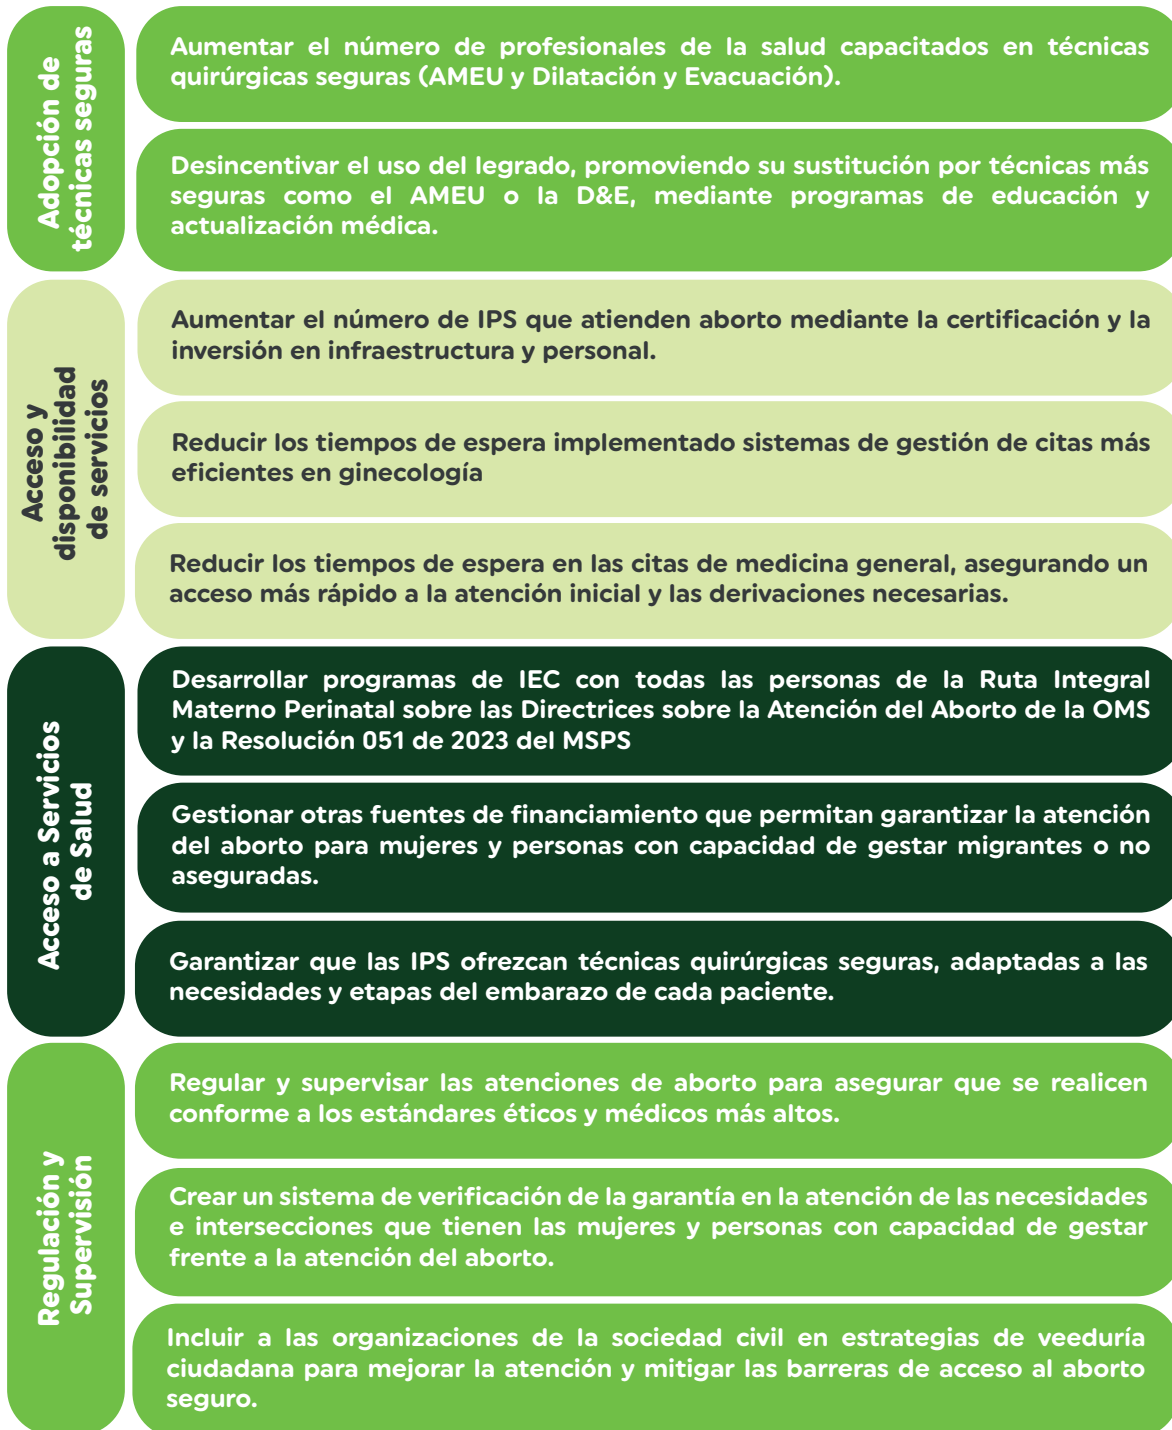 Adopción de
técnicas seguras
Aumentar el número de profesionales de la salud capacitados en técnicas
quirúrgicas seguras (AMEU y Dilatación y Evacuación).
Desincentivar el uso del legrado, promoviendo su sustitución por técnicas más
seguras como el AMEU o la D&E, mediante programas de educación y
actualización médica.
Acceso y
disponibilidad
de servicios
Aumentar el número de IPS que atienden aborto mediante la certificación y la
inversión en infraestructura y personal.
Reducir los tiempos de espera implementado sistemas de gestión de citas más
eficientes en ginecología
Reducir los tiempos de espera en las citas de medicina general, asegurando un
acceso más rápido a la atención inicial y las derivaciones necesarias.
Acceso a Servicios
de Salud
Desarrollar programas de IEC con todas las personas de la Ruta Integral
Materno Perinatal sobre las Directrices sobre la Atención del Aborto de la OMS
y la Resolución 051 de 2023 del MSPS
Gestionar otras fuentes de financiamiento que permitan garantizar la atención
del aborto para mujeres y personas con capacidad de gestar migrantes o no
aseguradas.
Garantizar que las IPS ofrezcan técnicas quirúrgicas seguras, adaptadas a las
necesidades y etapas del embarazo de cada paciente.
Regulación y
Supervisión
Regular y supervisar las atenciones de aborto para asegurar que se realicen
conforme a los estándares éticos y médicos más altos.
Crear un sistema de verificación de la garantía en la atención de las necesidades
e intersecciones que tienen las mujeres y personas con capacidad de gestar
frente a la atención del aborto.
Incluir a las organizaciones de la sociedad civil en estrategias de veeduría
ciudadana para mejorar la atención y mitigar las barreras de acceso al aborto
seguro.